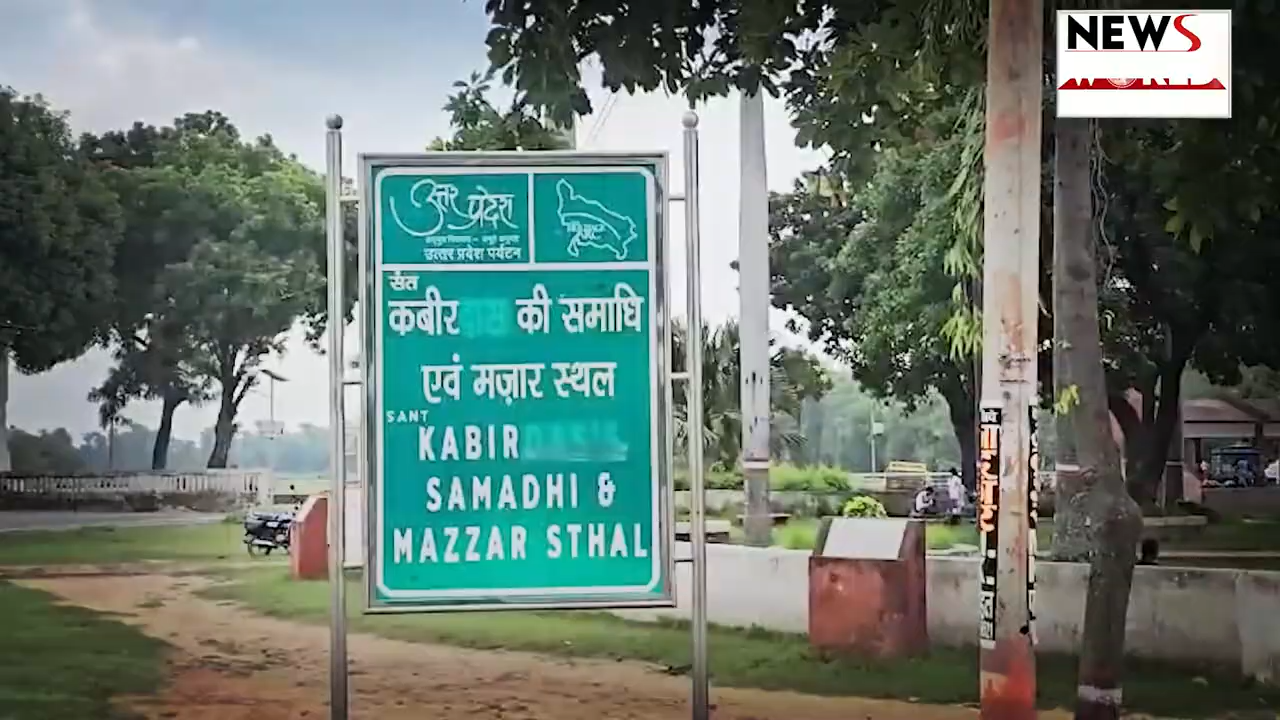 NEWS
उत्तर प्रदेश
उत्तर प्रदेश पर्यटन
संत
कबीर की समाधि
एवं मज़ार स्थल
SANT
KABIR
SAMADHI &
MAZZAR STHAL